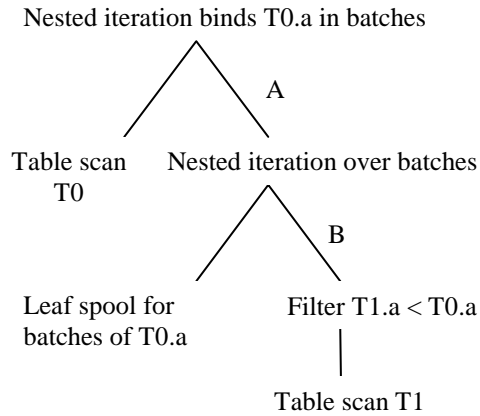 Nested iteration binds T0.a in batches
A
Table scan
T0
Nested iteration over batches
B
Leaf spool for
batches of T0.a
Filter T1.a < T0.a
Table scan T1